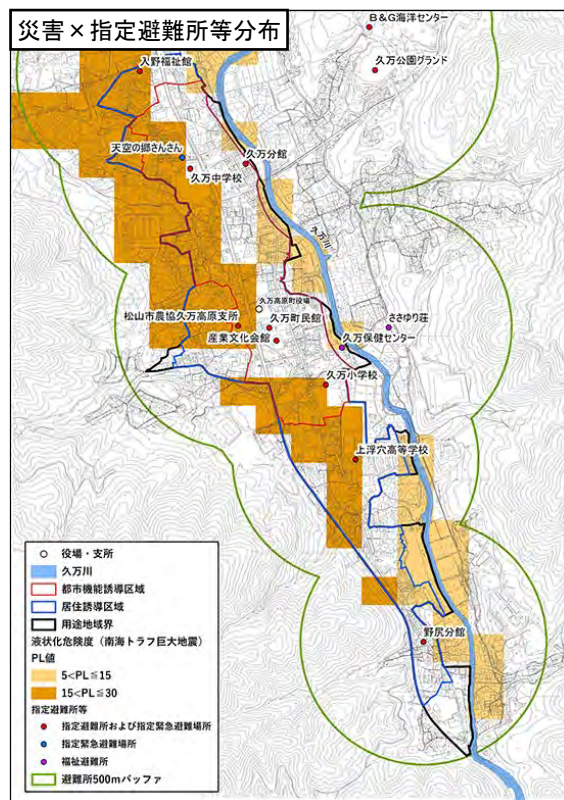 災害×指定避難所等分布
B&G海洋センター
久万公園グランド
入野福祉館
天空の郷さんさん
久万中学校
久万分館
久万川
久万高原町役場
松山市農協久万高原支所
久万町民館
産業文化会館
ささゆり荘
久万保健センター
久万小学校
上浮穴高等学校
野尻分館
役場・支所
久万川
都市機能誘導区域
居住誘導区域
用途地域界
液状化危険度（南海トラフ巨大地震）
PL値
5<PL≦15
15<PL≦30
指定避難所等
指定避難所および指定緊急避難場所
指定緊急避難場所
福祉避難所
避難所500mバッファ